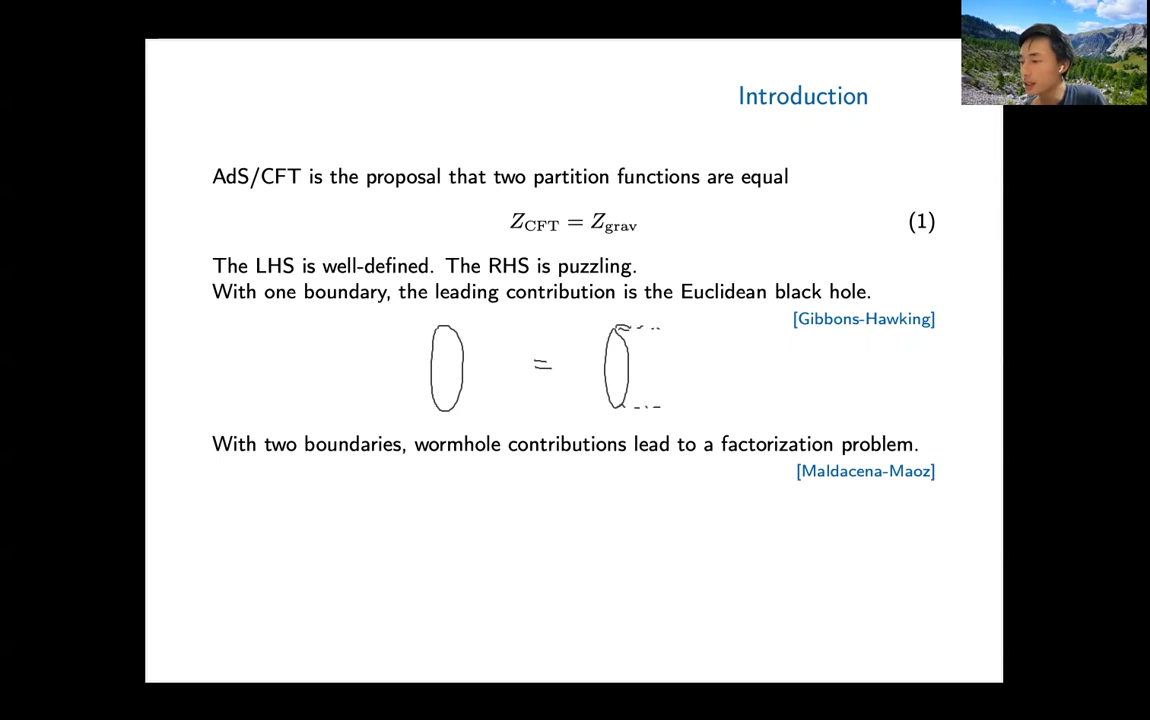 Introduction
AdS/CFT is the proposal that two partition functions are equal
Z_CFT = Z_grav (1)
The LHS is well-defined. The RHS is puzzling.
With one boundary, the leading contribution is the Euclidean black hole.
[Gibbons-Hawking]
=
With two boundaries, wormhole contributions lead to a factorization problem.
[Maldacena-Maoz]